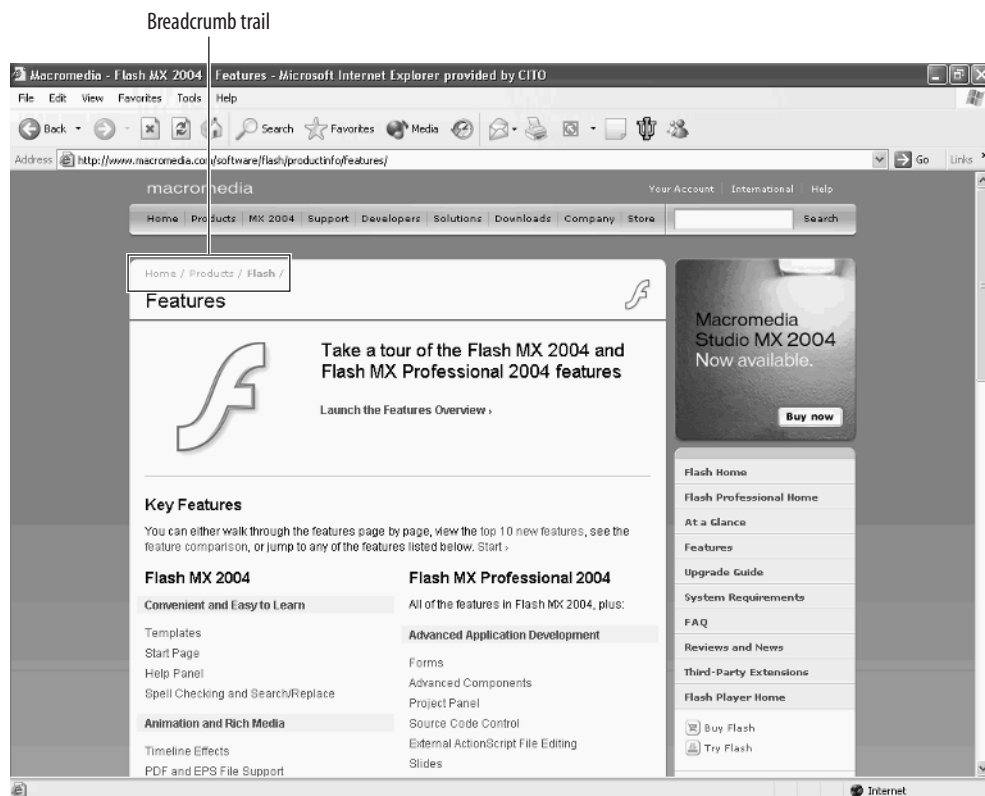 Breadcrumb trail
Macromedia - Flash MX 2004 : Features - Microsoft Internet Explorer provided by CITO
File Edit View Favorites Tools Help
Back Search Favorites Media
Address http://www.macromedia.com/software/flash/productinfo/features/ Go Links
macromedia
Your Account International Help
Home Products MX 2004 Support Developers Solutions Downloads Company Store Search
Home / Products / Flash /
Features
Take a tour of the Flash MX 2004 and
Flash MX Professional 2004 features
Launch the Features Overview ›
Key Features
You can either walk through the features page by page, view the top 10 new features, see the
feature comparison, or jump to any of the features listed below. Start ›
Flash MX 2004
Convenient and Easy to Learn
Templates
Start Page
Help Panel
Spell Checking and Search/Replace
Animation and Rich Media
Timeline Effects
PDF and EPS File Support
Flash MX Professional 2004
All of the features in Flash MX 2004, plus:
Advanced Application Development
Forms
Advanced Components
Project Panel
Source Code Control
External ActionScript File Editing
Slides
Macromedia
Studio MX 2004
Now available.
Buy now
Flash Home
Flash Professional Home
At a Glance
Features
Upgrade Guide
System Requirements
FAQ
Reviews and News
Third-Party Extensions
Flash Player Home
Buy Flash
Try Flash
Internet